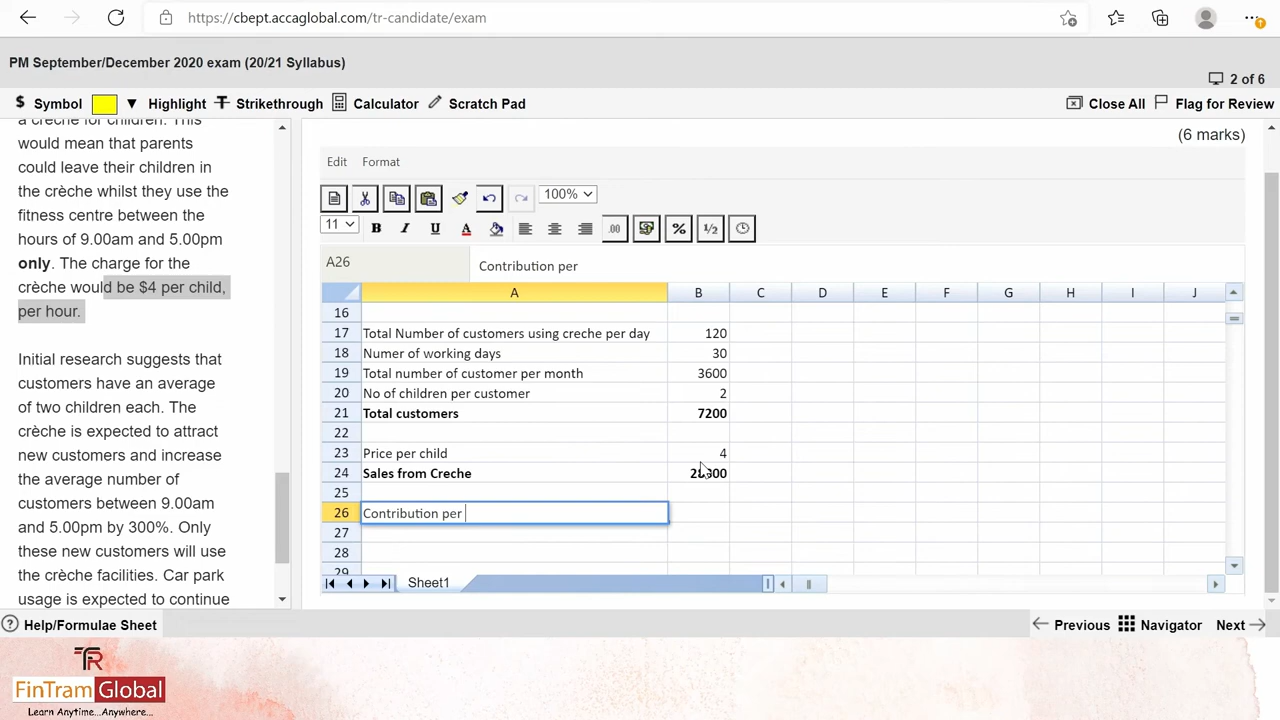 https://cbept.accaglobal.com/tr-candidate/exam
PM September/December 2020 exam (20/21 Syllabus)
2 of 6
$ Symbol Highlight Strikethrough Calculator Scratch Pad Close All Flag for Review
a crèche for children. This
would mean that parents
could leave their children in
the crèche whilst they use the
fitness centre between the
hours of 9.00am and 5.00pm
only. The charge for the
crèche would be $4 per child,
per hour.
Initial research suggests that
customers have an average
of two children each. The
crèche is expected to attract
new customers and increase
the average number of
customers between 9.00am
and 5.00pm by 300%. Only
these new customers will use
the crèche facilities. Car park
usage is expected to continue
(6 marks)
Edit Format
100%
11 B I U A .00 % 1/2
A26 Contribution per
A B C D E F G H I J
16
17 Total Number of customers using creche per day 120
18 Numer of working days 30
19 Total number of customer per month 3600
20 No of children per customer 2
21 Total customers 7200
22
23 Price per child 4
24 Sales from Creche 28800
25
26 Contribution per
27
28
29
Sheet1
Help/Formulae Sheet Previous Navigator Next
FinTram Global
Learn Anytime...Anywhere...